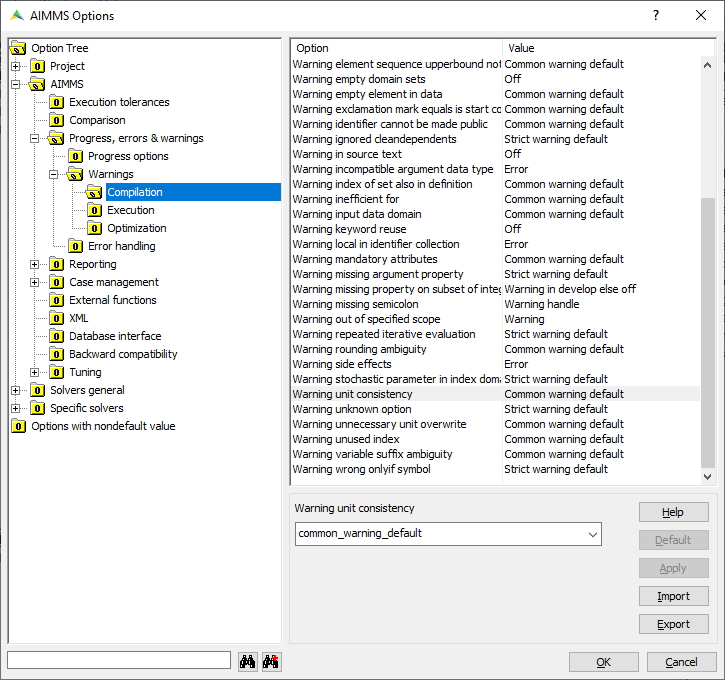 AIMMS Options
Option Tree
Project
AIMMS
Execution tolerances
Comparison
Progress, errors & warnings
Progress options
Warnings
Compilation
Execution
Optimization
Error handling
Reporting
Case management
External functions
XML
Database interface
Backward compatibility
Tuning
Solvers general
Specific solvers
Options with nondefault value
Option Value
Warning element sequence upperbound not Common warning default
Warning empty domain sets Off
Warning empty element in data Common warning default
Warning exclamation mark equals is start co Common warning default
Warning identifier cannot be made public Common warning default
Warning ignored cleandependents Strict warning default
Warning in source text Off
Warning incompatible argument data type Error
Warning index of set also in definition Common warning default
Warning inefficient for Common warning default
Warning input data domain Common warning default
Warning keyword reuse Off
Warning local in identifier collection Error
Warning mandatory attributes Common warning default
Warning missing argument property Strict warning default
Warning missing property on subset of integ Warning in develop else off
Warning missing semicolon Warning handle
Warning out of specified scope Warning
Warning repeated iterative evaluation Strict warning default
Warning rounding ambiguity Common warning default
Warning side effects Error
Warning stochastic parameter in index doma Strict warning default
Warning unit consistency Common warning default
Warning unknown option Strict warning default
Warning unnecessary unit overwrite Common warning default
Warning unused index Common warning default
Warning variable suffix ambiguity Common warning default
Warning wrong onlyif symbol Strict warning default
Warning unit consistency
common_warning_default
Help
Default
Apply
Import
Export
OK Cancel